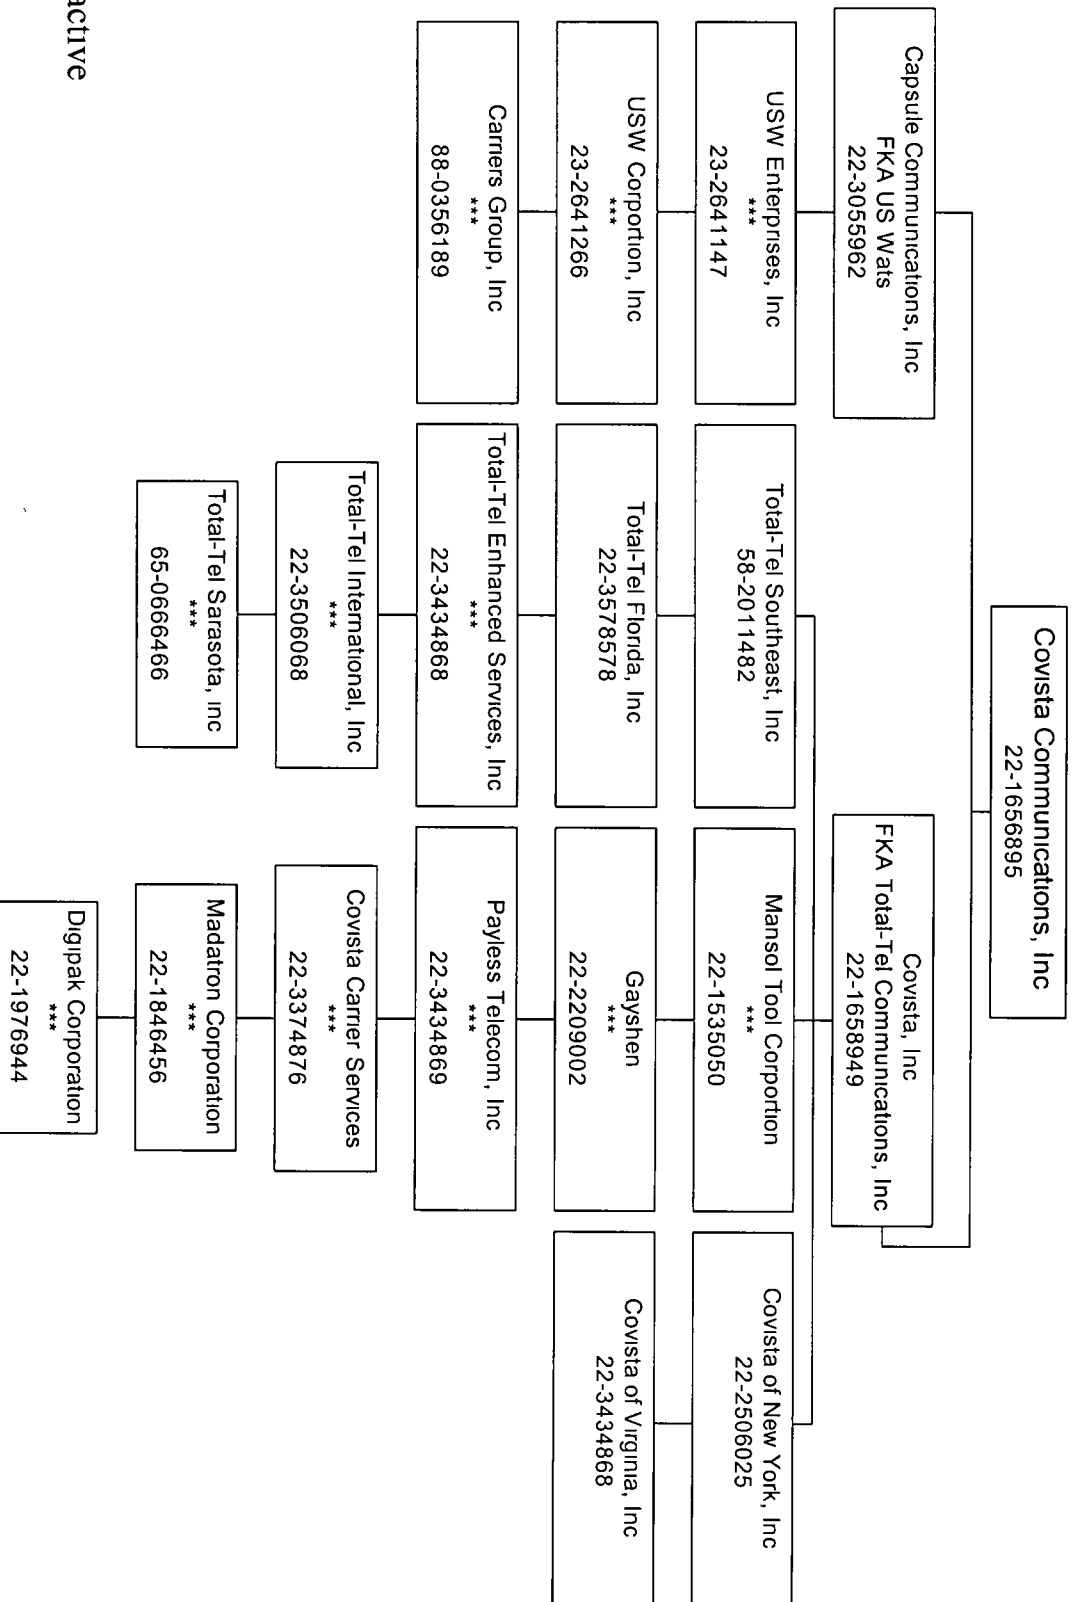 Covista Communications, Inc
22-1656895
Capsule Communications, Inc
FKA US Wats
22-3055962
Covista, Inc
FKA Total-Tel Communications, Inc
22-1658949
USW Enterprises, Inc
***
23-2641147
Total-Tel Southeast, Inc
58-2011482
Mansol Tool Corportion
***
22-1535050
Covista of New York, Inc
22-2506025
USW Corportion, Inc
***
23-2641266
Total-Tel Florida, Inc
22-3578578
Gayshen
***
22-2209002
Covista of Virginia, Inc
22-3434868
Carriers Group, Inc
***
88-0356189
Total-Tel Enhanced Services, Inc
***
22-3434868
Payless Telecom, Inc
***
22-3434869
Total-Tel International, Inc
***
22-3506068
Covista Carrier Services
***
22-3374876
Total-Tel Sarasota, inc
***
65-0666466
Madatron Corporation
***
22-1846456
Digipak Corporation
***
22-1976944
active